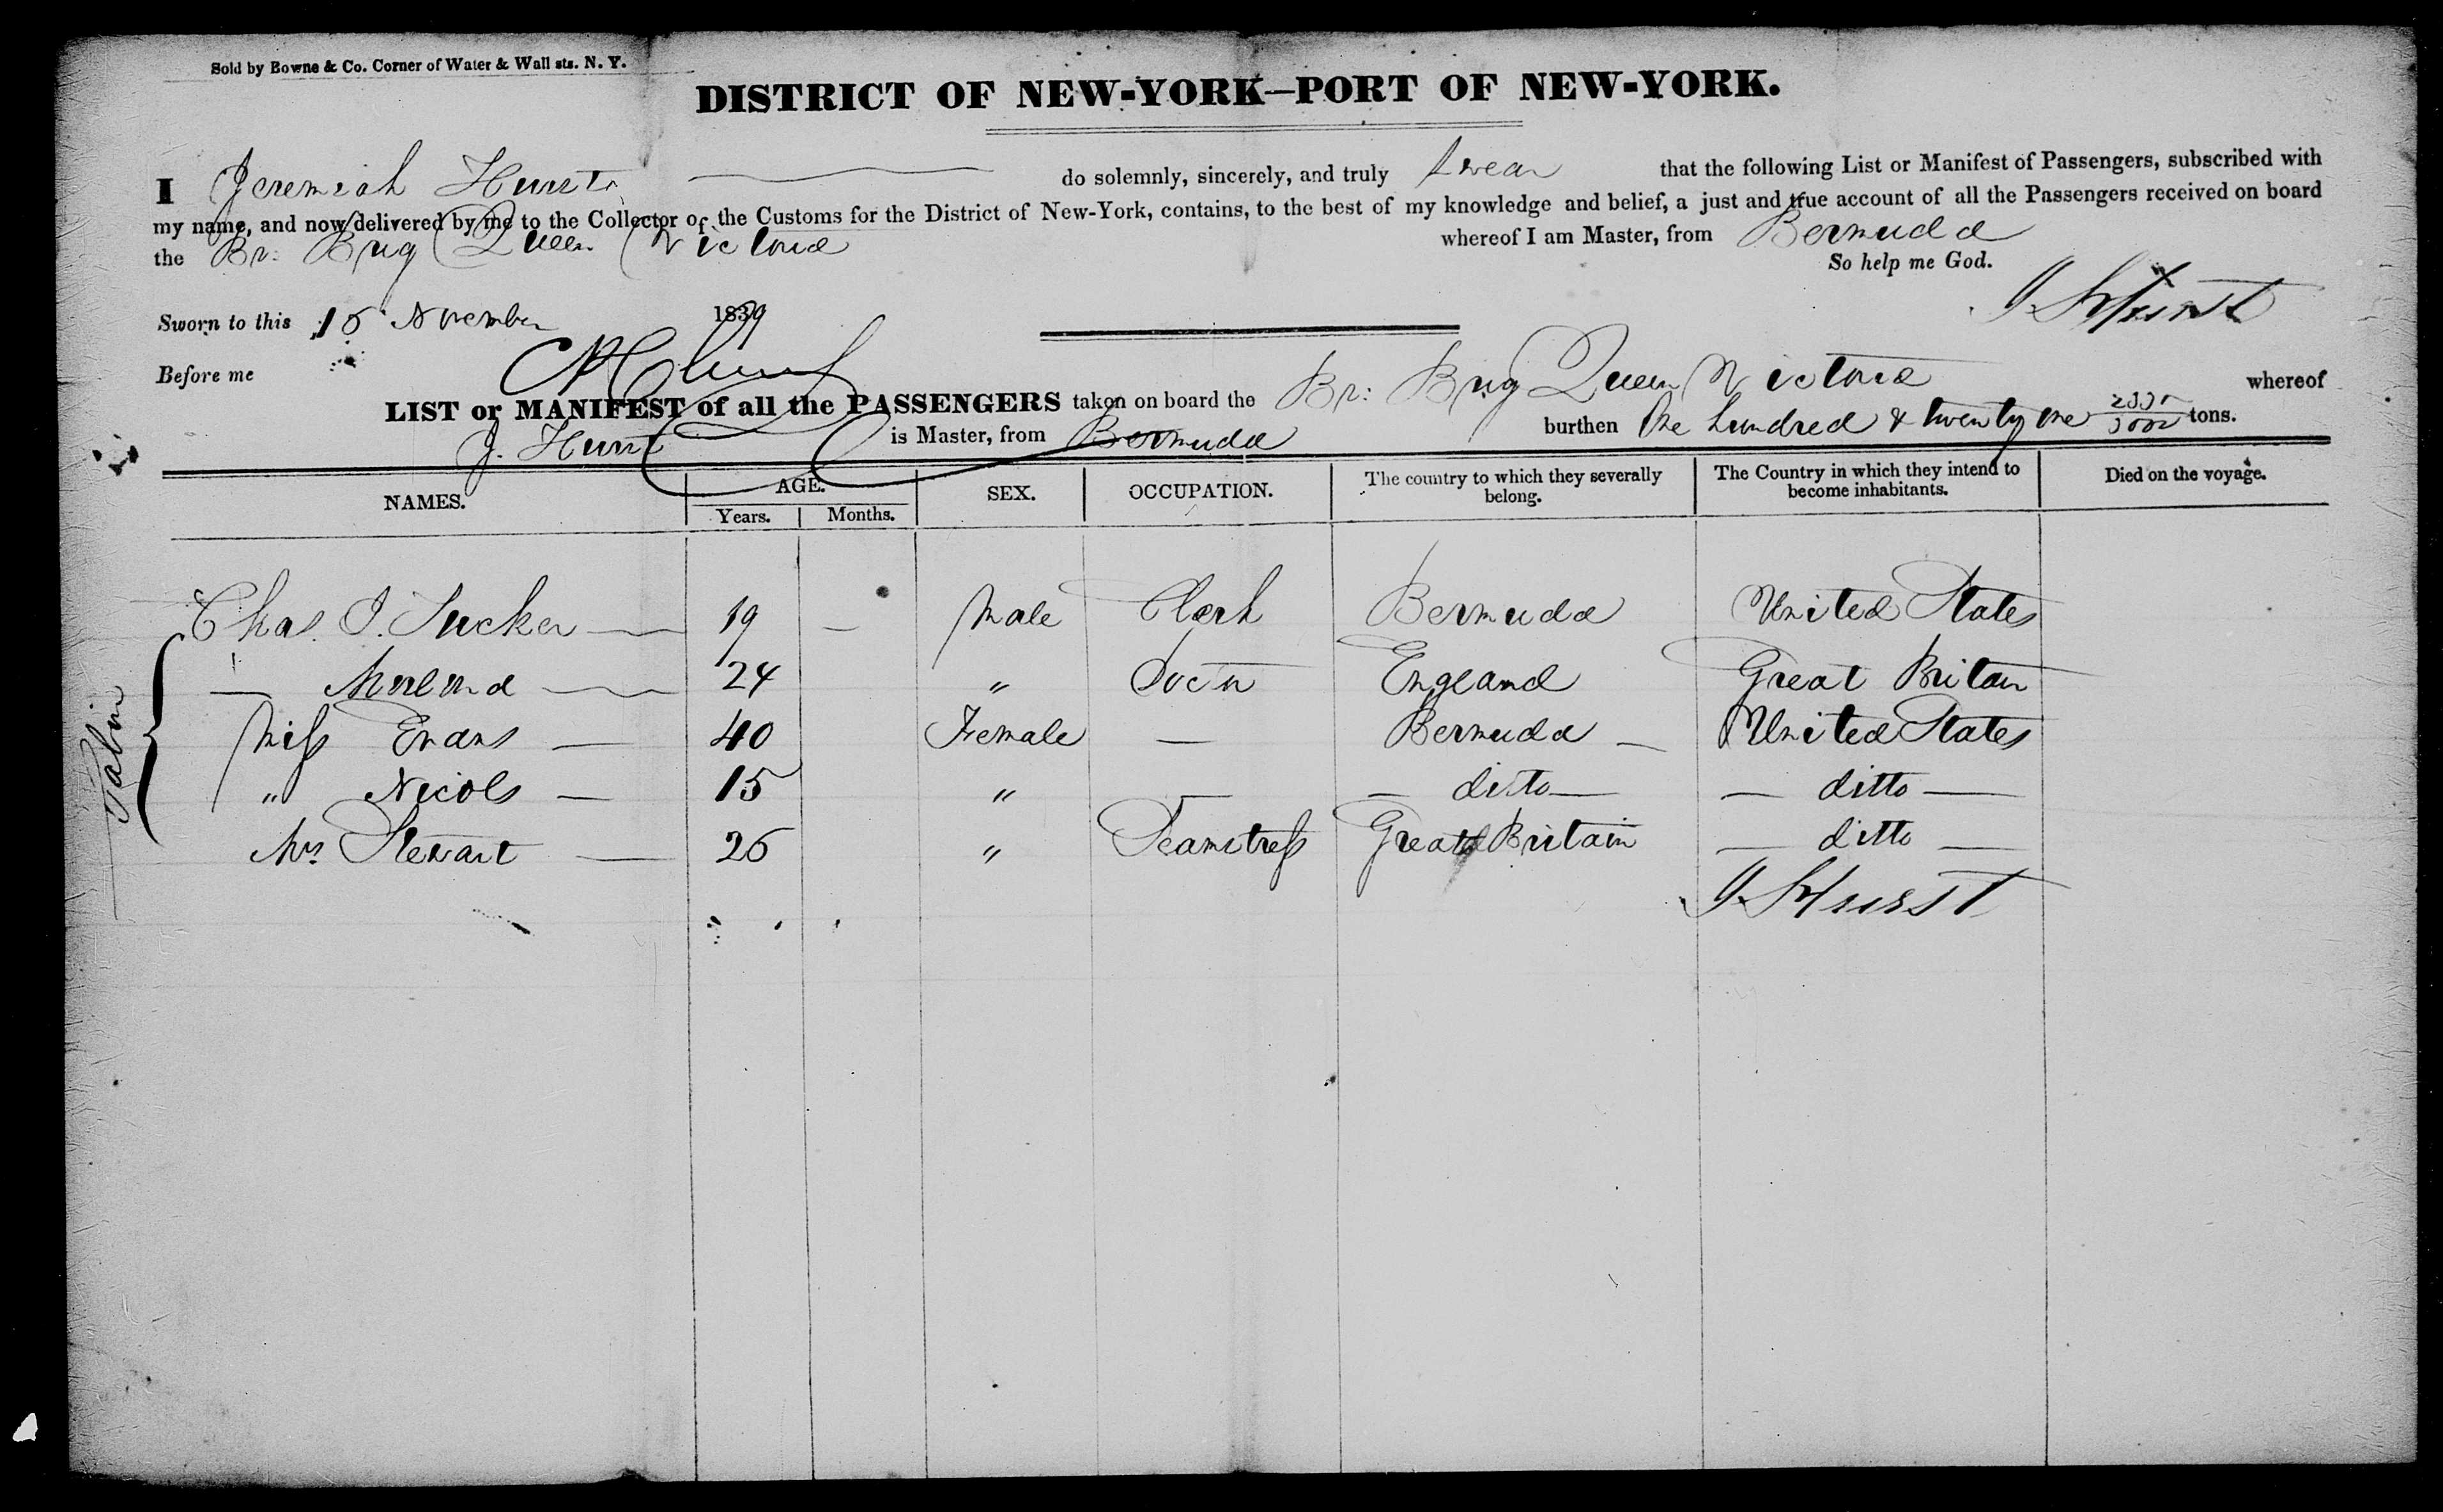 Sold by Bowne & Co. Corner of Water & Wall sts. N. Y.
DISTRICT OF NEW-YORK—PORT OF NEW-YORK.
I Jeremiah Hurst do solemnly, sincerely, and truly swear that the following List or Manifest of Passengers, subscribed with
my name, and now delivered by me to the Collector of the Customs for the District of New-York, contains, to the best of my knowledge and belief, a just and true account of all the Passengers received on board
the Br: Brig Queen Victoria whereof I am Master, from Bermuda
So help me God.
J Hurst
Sworn to this 15 November 1839
Before me
LIST or MANIFEST of all the PASSENGERS taken on board the Br: Brig Queen Victoria whereof
J. Hurst is Master, from Bermuda burthen One hundred & twenty one tons.
NAMES. AGE. Years. Months. SEX. OCCUPATION. The country to which they severally belong. The Country in which they intend to become inhabitants. Died on the voyage.
Cabin
Chas. J. Tucker — 19 — Male Clerk Bermuda United States
— — 24 " England Great Britain
Miss Evans — 40 Female — Bermuda — United States
" Nicols — 15 " — — ditto — — ditto —
Mrs Stewart — 26 " Seamstress Great Britain — ditto —
J Hurst